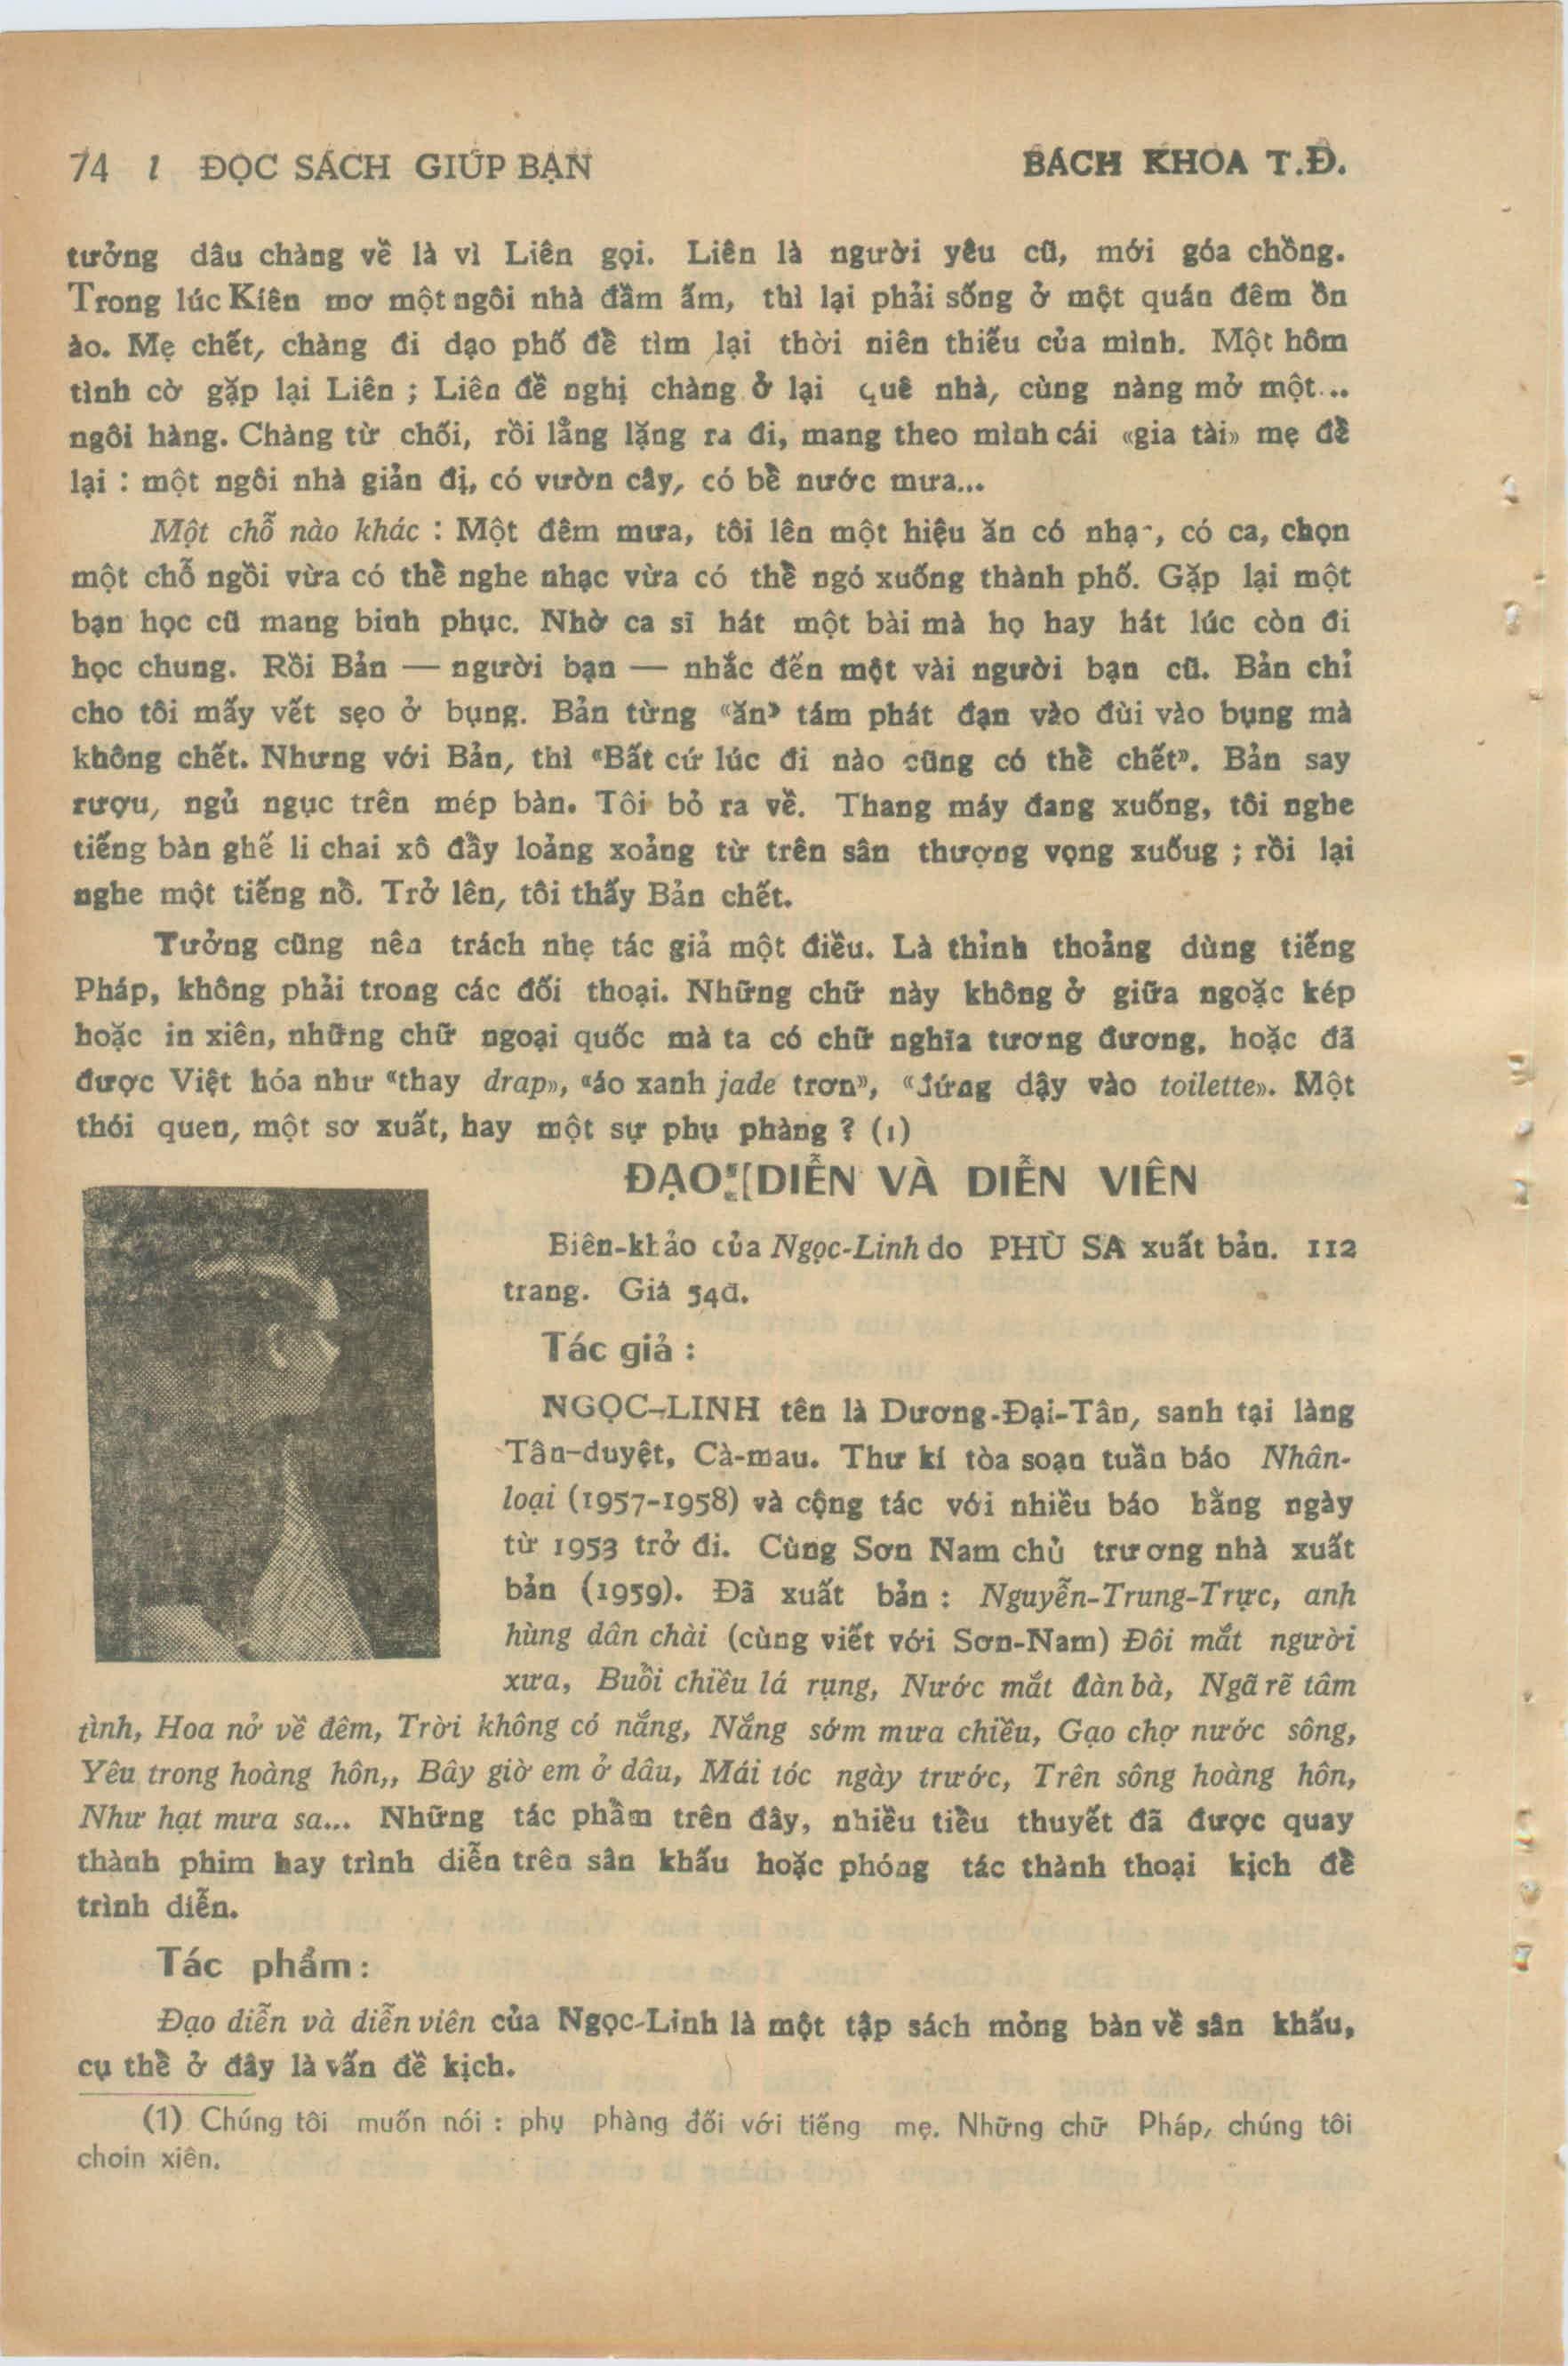 74 / ĐỌC SÁCH GIÚP BẠN BÁCH KHOA T.Đ.
tưởng dâu chàng về là vì Liên gọi. Liên là người yêu cũ, mới góa chồng.
Trong lúc Kiên mơ một ngôi nhà đầm ấm, thì lại phải sống ở một quán đêm ồn
ào. Mẹ chết, chàng đi dạo phố để tìm lại thời niên thiếu của mình. Một hôm
tình cờ gặp lại Liên ; Liên đề nghị chàng ở lại quê nhà, cùng nàng mở một...
ngôi hàng. Chàng từ chối, rồi lẳng lặng ra đi, mang theo mình cái «gia tài» mẹ để
lại : một ngôi nhà giản đị, có vườn cây, có bể nước mưa...
Một chỗ nào khác : Một đêm mưa, tôi lên một hiệu ăn có nhạc, có ca, chọn
một chỗ ngồi vừa có thể nghe nhạc vừa có thể ngó xuống thành phố. Gặp lại một
bạn học cũ mang binh phục. Nhờ ca sĩ hát một bài mà họ hay hát lúc còn đi
học chung. Rồi Bản — người bạn — nhắc đến một vài người bạn cũ. Bản chỉ
cho tôi mấy vết sẹo ở bụng. Bản từng «ăn» tám phát đạn vào đùi vào bụng mà
không chết. Nhưng với Bản, thì «Bất cứ lúc đi nào cũng có thể chết». Bản say
rượu, ngủ ngục trên mép bàn. Tôi bỏ ra về. Thang máy đang xuống, tôi nghe
tiếng bàn ghế li chai xô đẩy loảng xoảng từ trên sân thượng vọng xuốug ; rồi lại
nghe một tiếng nổ. Trở lên, tôi thấy Bản chết.
Tưởng cũng nên trách nhẹ tác giả một điều. Là thỉnh thoảng dùng tiếng
Pháp, không phải trong các đối thoại. Những chữ này không ở giữa ngoặc kép
hoặc in xiên, những chữ ngoại quốc mà ta có chữ nghĩa tương đương, hoặc đã
được Việt hóa như «thay drap», «áo xanh jade trơn», «đứng dậy vào toilette». Một
thói quen, một sơ xuất, hay một sự phụ phàng ? (1)
ĐẠO DIỄN VÀ DIỄN VIÊN
Biên-khảo của Ngọc-Linh do PHÙ SA xuất bản. 112
trang. Giá 54đ.
Tác giả :
NGỌC-LINH tên là Dương-Đại-Tân, sanh tại làng
Tân-duyệt, Cà-mau. Thư kí tòa soạn tuần báo Nhân-
loại (1957-1958) và cộng tác với nhiều báo hằng ngày
từ 1953 trở đi. Cùng Sơn Nam chủ trương nhà xuất
bản (1959). Đã xuất bản : Nguyễn-Trung-Trực, anh
hùng dân chài (cùng viết với Sơn-Nam) Đôi mắt người
xưa, Buổi chiều lá rụng, Nước mắt đàn bà, Ngã rẽ tâm
tình, Hoa nở về đêm, Trời không có nắng, Nắng sớm mưa chiều, Gạo chợ nước sông,
Yêu trong hoàng hôn,, Bây giờ em ở dâu, Mái tóc ngày trước, Trên sông hoàng hôn,
Như hạt mưa sa... Những tác phẩm trên đây, nhiều tiểu thuyết đã được quay
thành phim hay trình diễn trên sân khấu hoặc phóng tác thành thoại kịch để
trình diễn.
Tác phẩm :
Đạo diễn và diễn viên của Ngọc-Linh là một tập sách mỏng bàn về sân khấu,
cụ thể ở đây là vấn đề kịch.
(1) Chúng tôi muốn nói : phụ phàng đối với tiếng mẹ. Những chữ Pháp, chúng tôi
choin xiên.